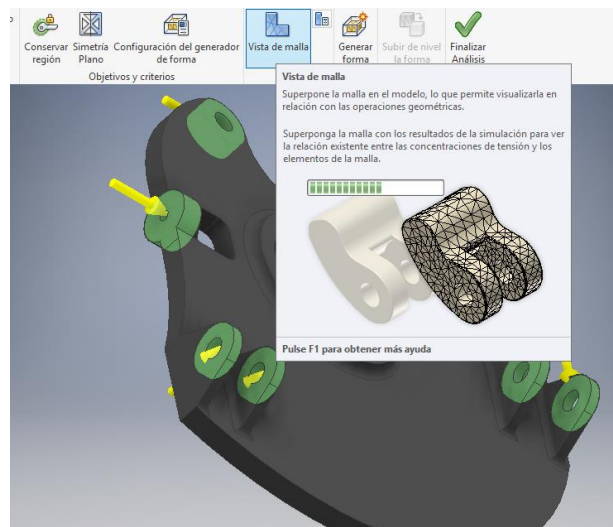 Conservar
región
Simetría
Plano
Configuración del generador
de forma
Vista de malla
Generar
forma
Subir de nivel
la forma
Finalizar
Análisis
Objetivos y criterios
Vista de malla
Superpone la malla en el modelo, lo que permite visualizarla en
relación con las operaciones geométricas.
Superponga la malla con los resultados de la simulación para ver
la relación existente entre las concentraciones de tensión y los
elementos de la malla.
Pulse F1 para obtener más ayuda